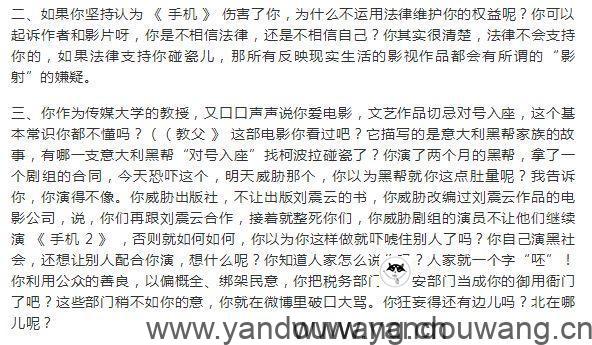 二、如果你坚持认为 《 手机 》 伤害了你，为什么不运用法律维护你的权益呢？你可以
起诉作者和影片呀，你是不相信法律，还是不相信自己？你其实很清楚，法律不会支持
你的，如果法律支持你碰瓷儿，那所有反映现实生活的影视作品都会有所谓的“影
射”的嫌疑。
三、你作为传媒大学的教授，又口口声声说你爱电影，文艺作品切忌对号入座，这个基
本常识你都不懂吗？（（ 教父 》 这部电影你看过吧？它描写的是意大利黑帮家族的故
事，有哪一支意大利黑帮“对号入座”找柯波拉碰瓷了？你演了两个月的黑帮，拿了一
个剧组的合同，今天恐吓这个，明天威胁那个，你以为黑帮就你这点肚量呢？我告诉
你，你演得不像。你威胁出版社，不让出版刘震云的书，你威胁改编过刘震云作品的电
影公司，说，你们再跟刘震云合作，接着就整死你们，你威胁剧组的演员不让他们继续
演 《 手机 2 》 ，否则就如何如何，你以为你这样做就吓唬住别人了吗？你自己演黑社
会，还想让别人配合你演，想什么呢？你知道人家怎么说 吗？人家就一个字“呸”！
你利用公众的善良，以偏概全、绑架民意，你把税务部门 安部门当成你的御用衙门
了吧？这些部门稍不如你的意，你就在微博里破口大骂。你狂妄得还有边儿吗？北在哪
儿呢？
www.yandouwang.cn